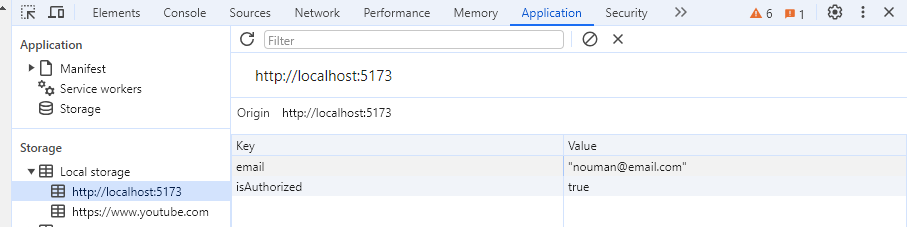 Elements Console Sources Network Performance Memory Application Security 6 1
Application
Manifest
Service workers
Storage
Storage
Local storage
http://localhost:5173
https://www.youtube.com
Filter
http://localhost:5173
Origin http://localhost:5173
Key Value
email "nouman@email.com"
isAuthorized true